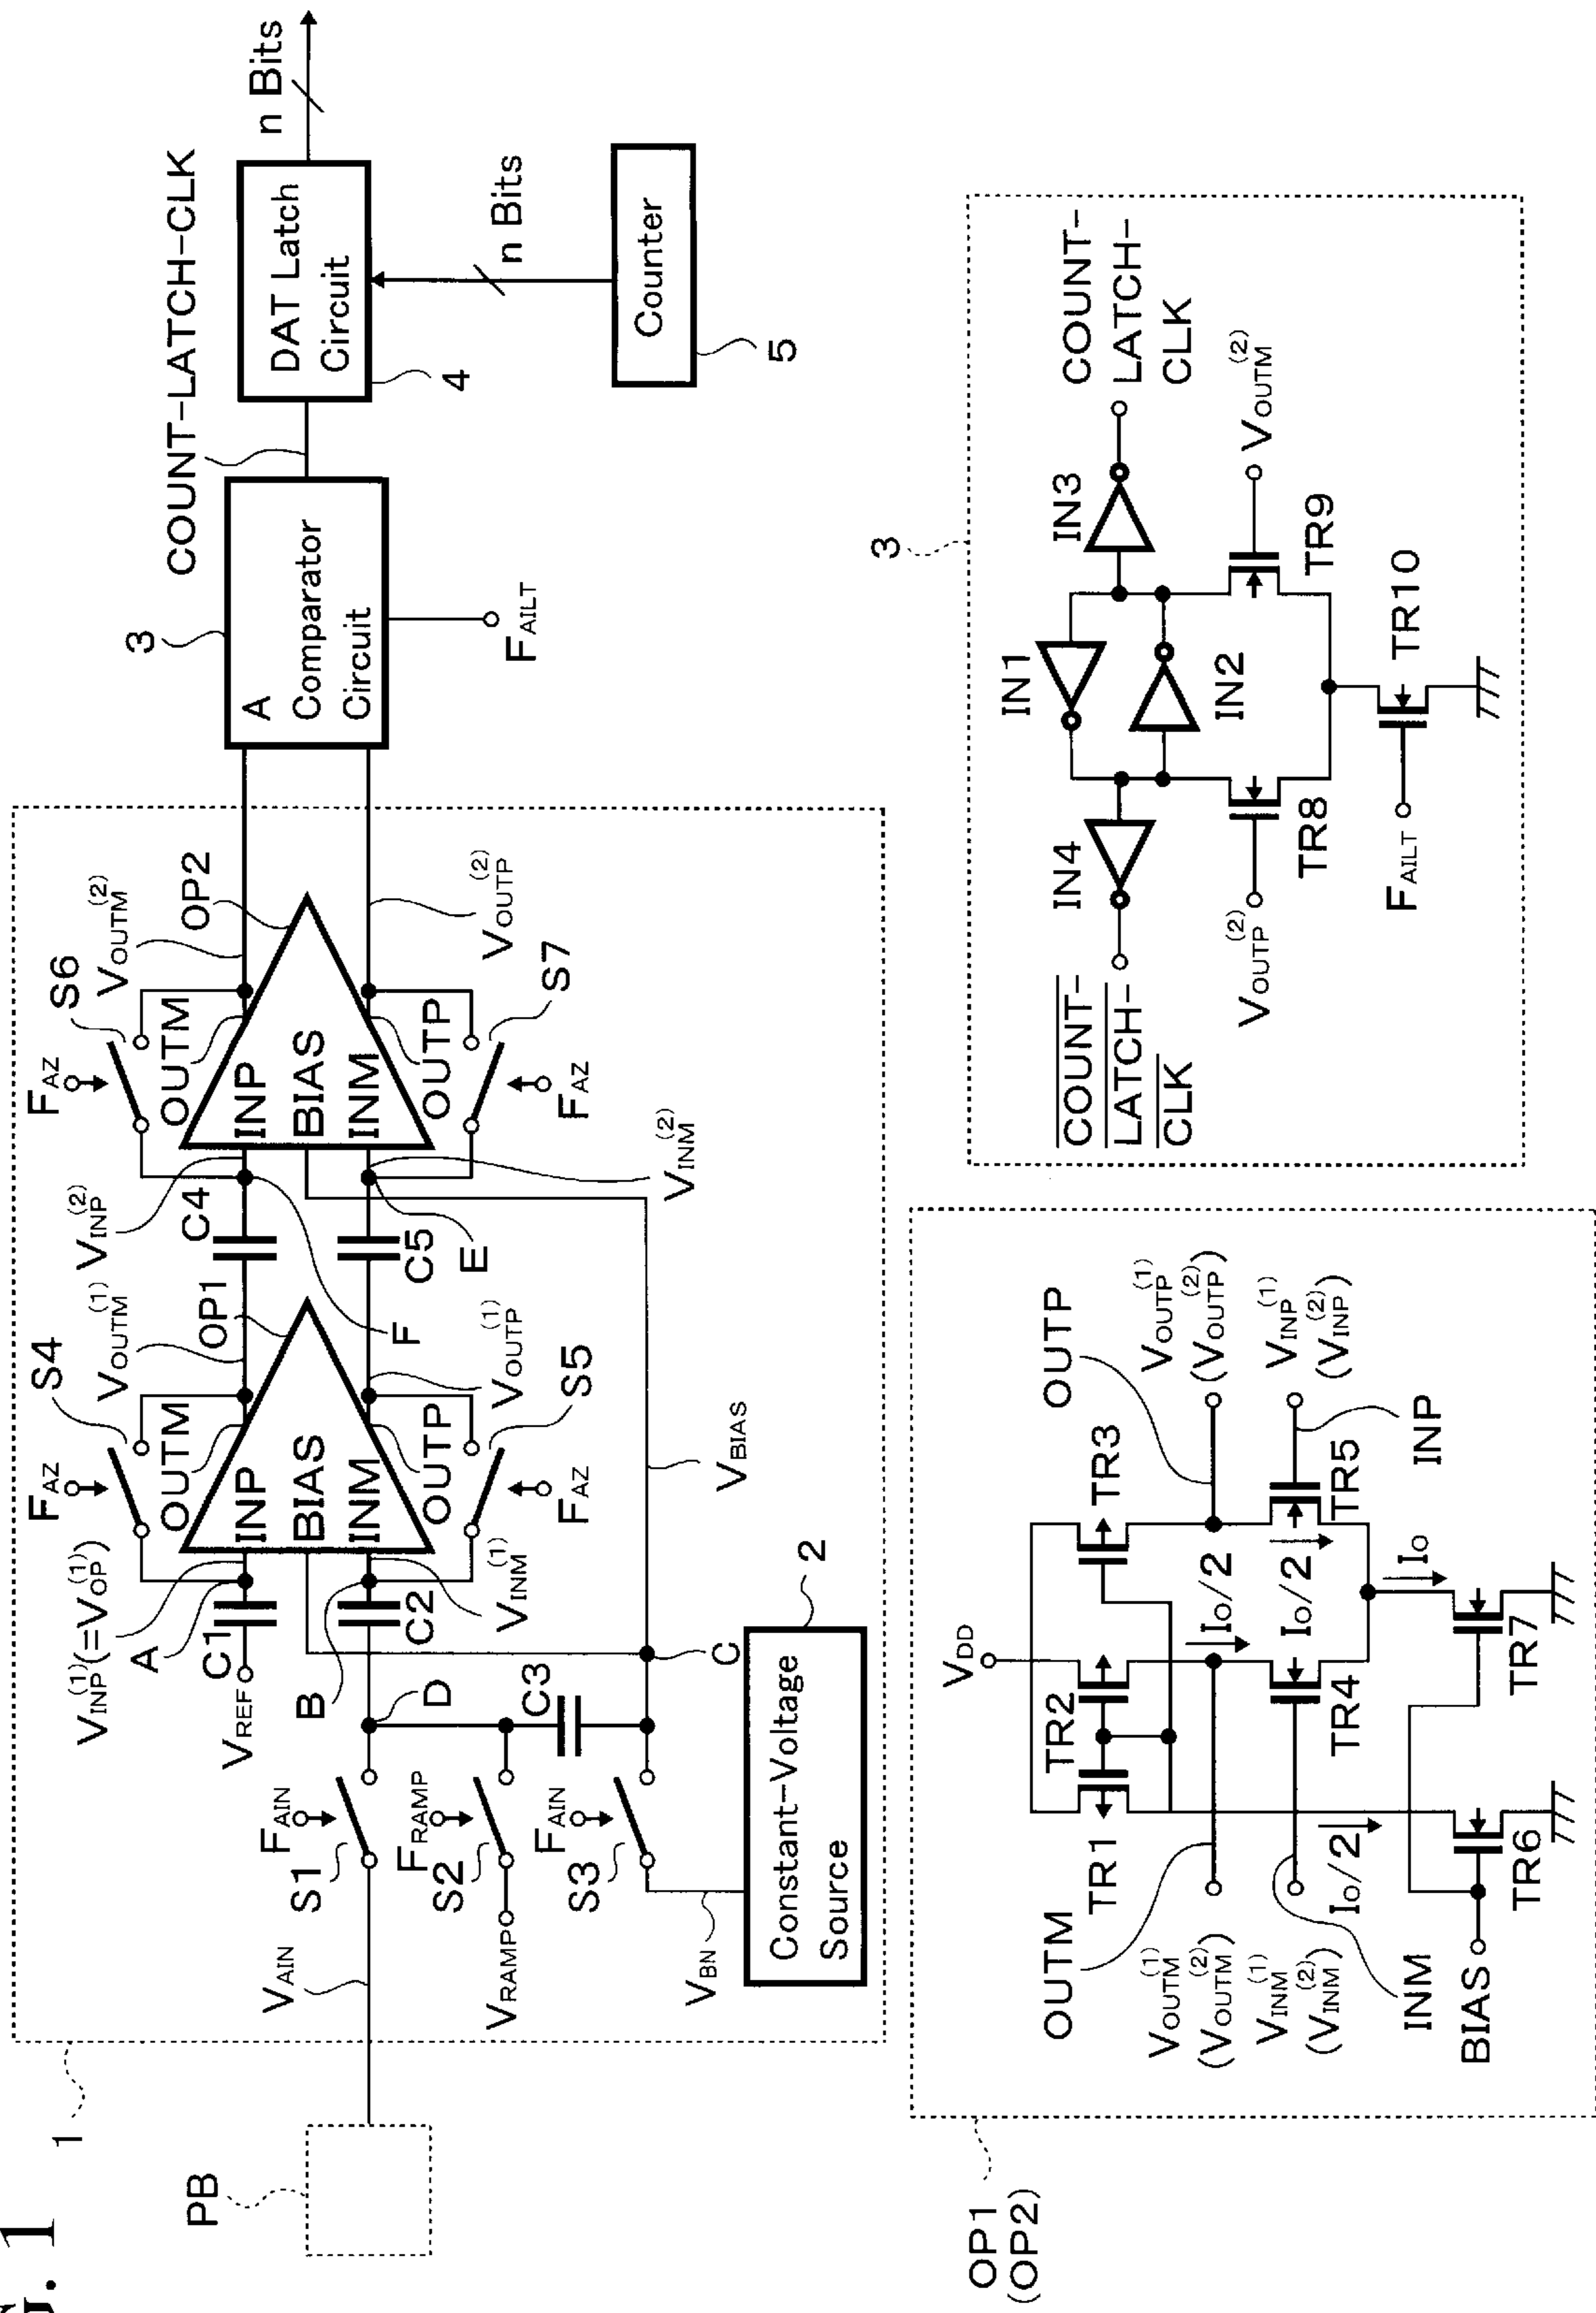 G. 1
1
PB
V_AIN
F_AIN
S1
F_RAMP
S2
V_RAMP
F_AIN
S3
V_BN
Constant-Voltage
Source
2
V_INP^(1)(=V_OP^(1))
A
C1
V_REF
B
D
C3
C
C2
V_INM^(1)
V_BIAS
F_AZ
S4
OUTM
INP
BIAS
INM
OUTP
S5
F_AZ
V_OUTM^(1)
OP1
V_OUTP^(1)
F
V_INP^(2)
C4
C5
E
V_INM^(2)
F_AZ
S6
OUTM
INP
BIAS
INM
OUTP
S7
F_AZ
V_OUTM^(2)
OP2
V_OUTP^(2)
3
A
Comparator
Circuit
F_AILT
COUNT-LATCH-CLK
DAT Latch
Circuit
4
n Bits
n Bits
Counter
5
OP1
(OP2)
OUTM
V_OUTM^(1)
(V_OUTM^(2))
V_INM^(1)
(V_INM^(2))
INM
BIAS
V_DD
TR1
TR2
TR3
OUTP
V_OUTP^(1)
(V_OUTP^(2))
V_INP^(1)
(V_INP^(2))
INP
Io/2
Io/2
Io/2
Io
TR4
TR5
TR6
TR7
3
COUNT-
LATCH-
CLK
IN4
IN1
IN2
IN3
COUNT-
LATCH-
CLK
V_OUTP^(2)
TR8
TR9
V_OUTM^(2)
F_AILT
TR10